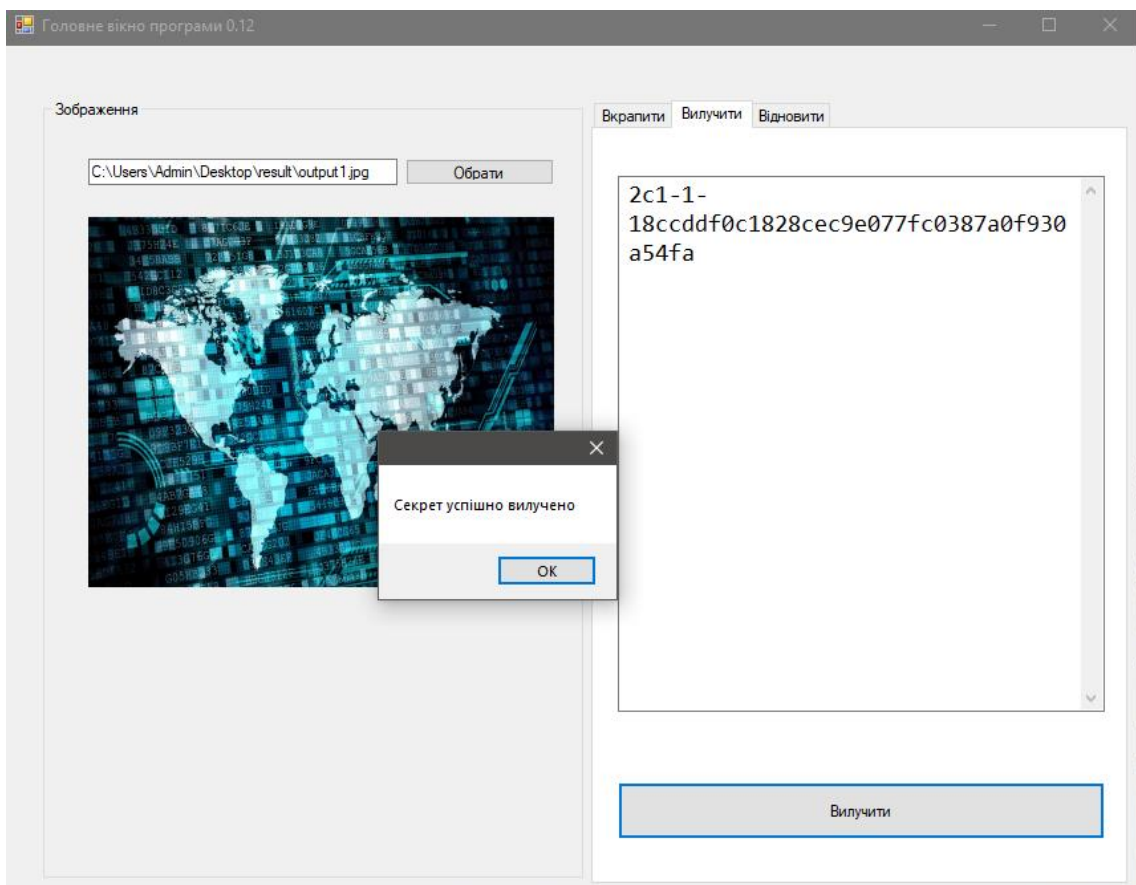 Головне вікно програми 0.12
Зображення
C:\Users\Admin\Desktop\result\output1.jpg
Обрати
Вкрапити
Вилучити
Відновити
2c1-1-
18ccddf0c1828cec9e077fc0387a0f930
a54fa
Секрет успішно вилучено
OK
Вилучити